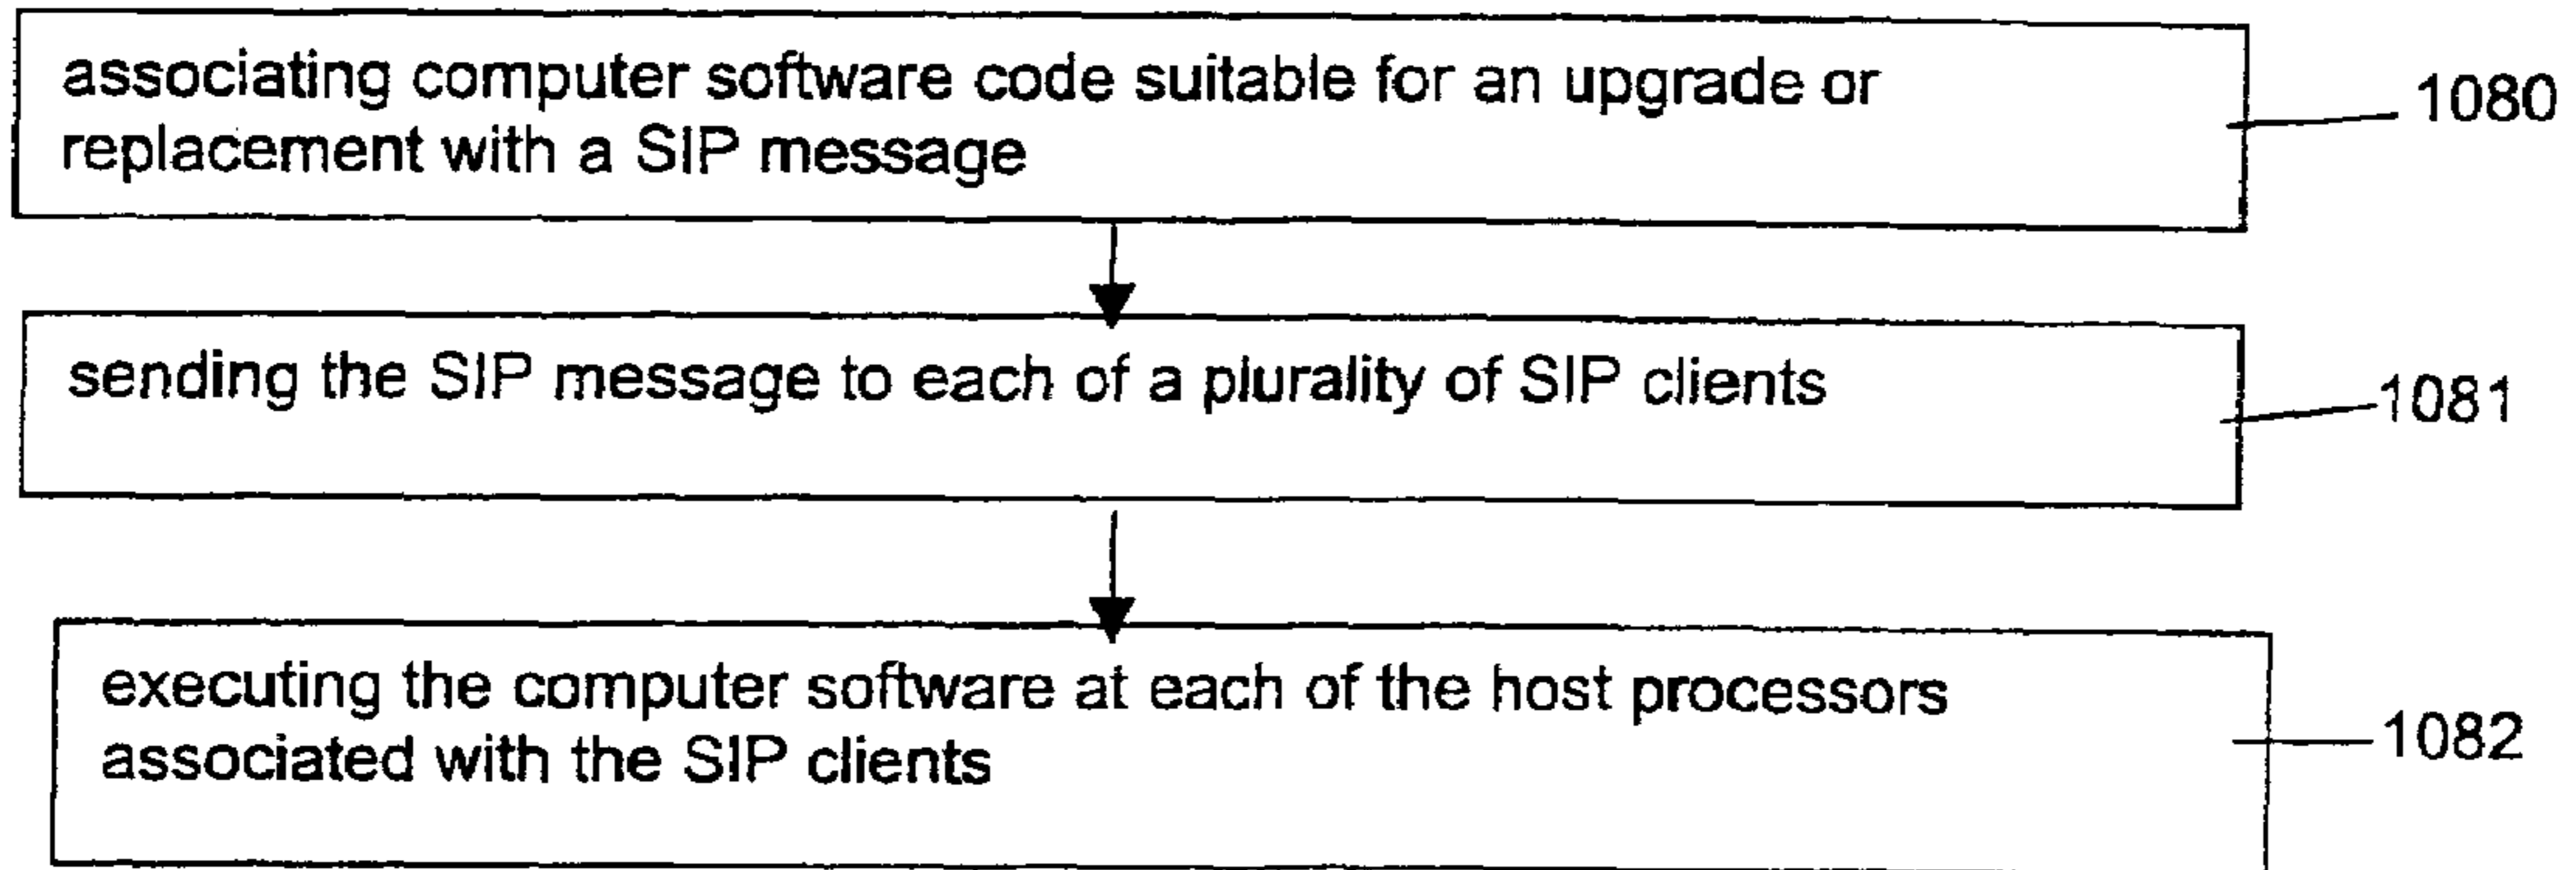 associating computer software code suitable for an upgrade or
replacement with a SIP message
1080
sending the SIP message to each of a plurality of SIP clients
1081
executing the computer software at each of the host processors
associated with the SIP clients
1082